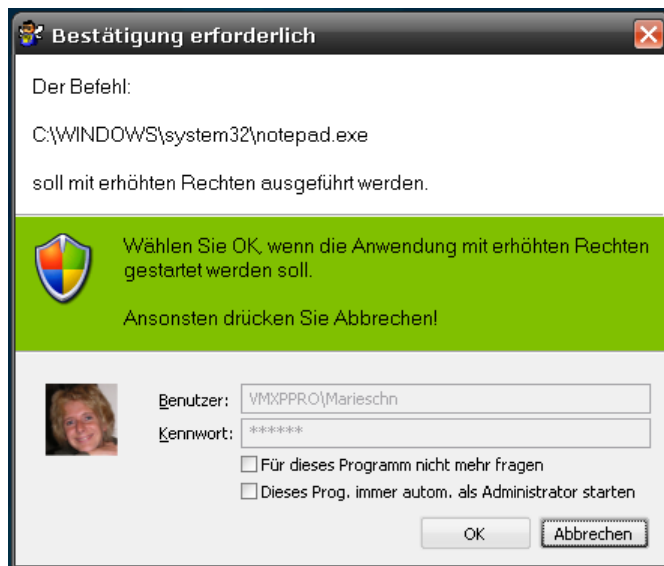 Bestätigung erforderlich
Der Befehl:
C:\WINDOWS\system32\notepad.exe
soll mit erhöhten Rechten ausgeführt werden.
Wählen Sie OK, wenn die Anwendung mit erhöhten Rechten
gestartet werden soll.
Ansonsten drücken Sie Abbrechen!
Benutzer: VMXPPRO\Marieschn
Kennwort: ******
Für dieses Programm nicht mehr fragen
Dieses Prog. immer autom. als Administrator starten
OK Abbrechen